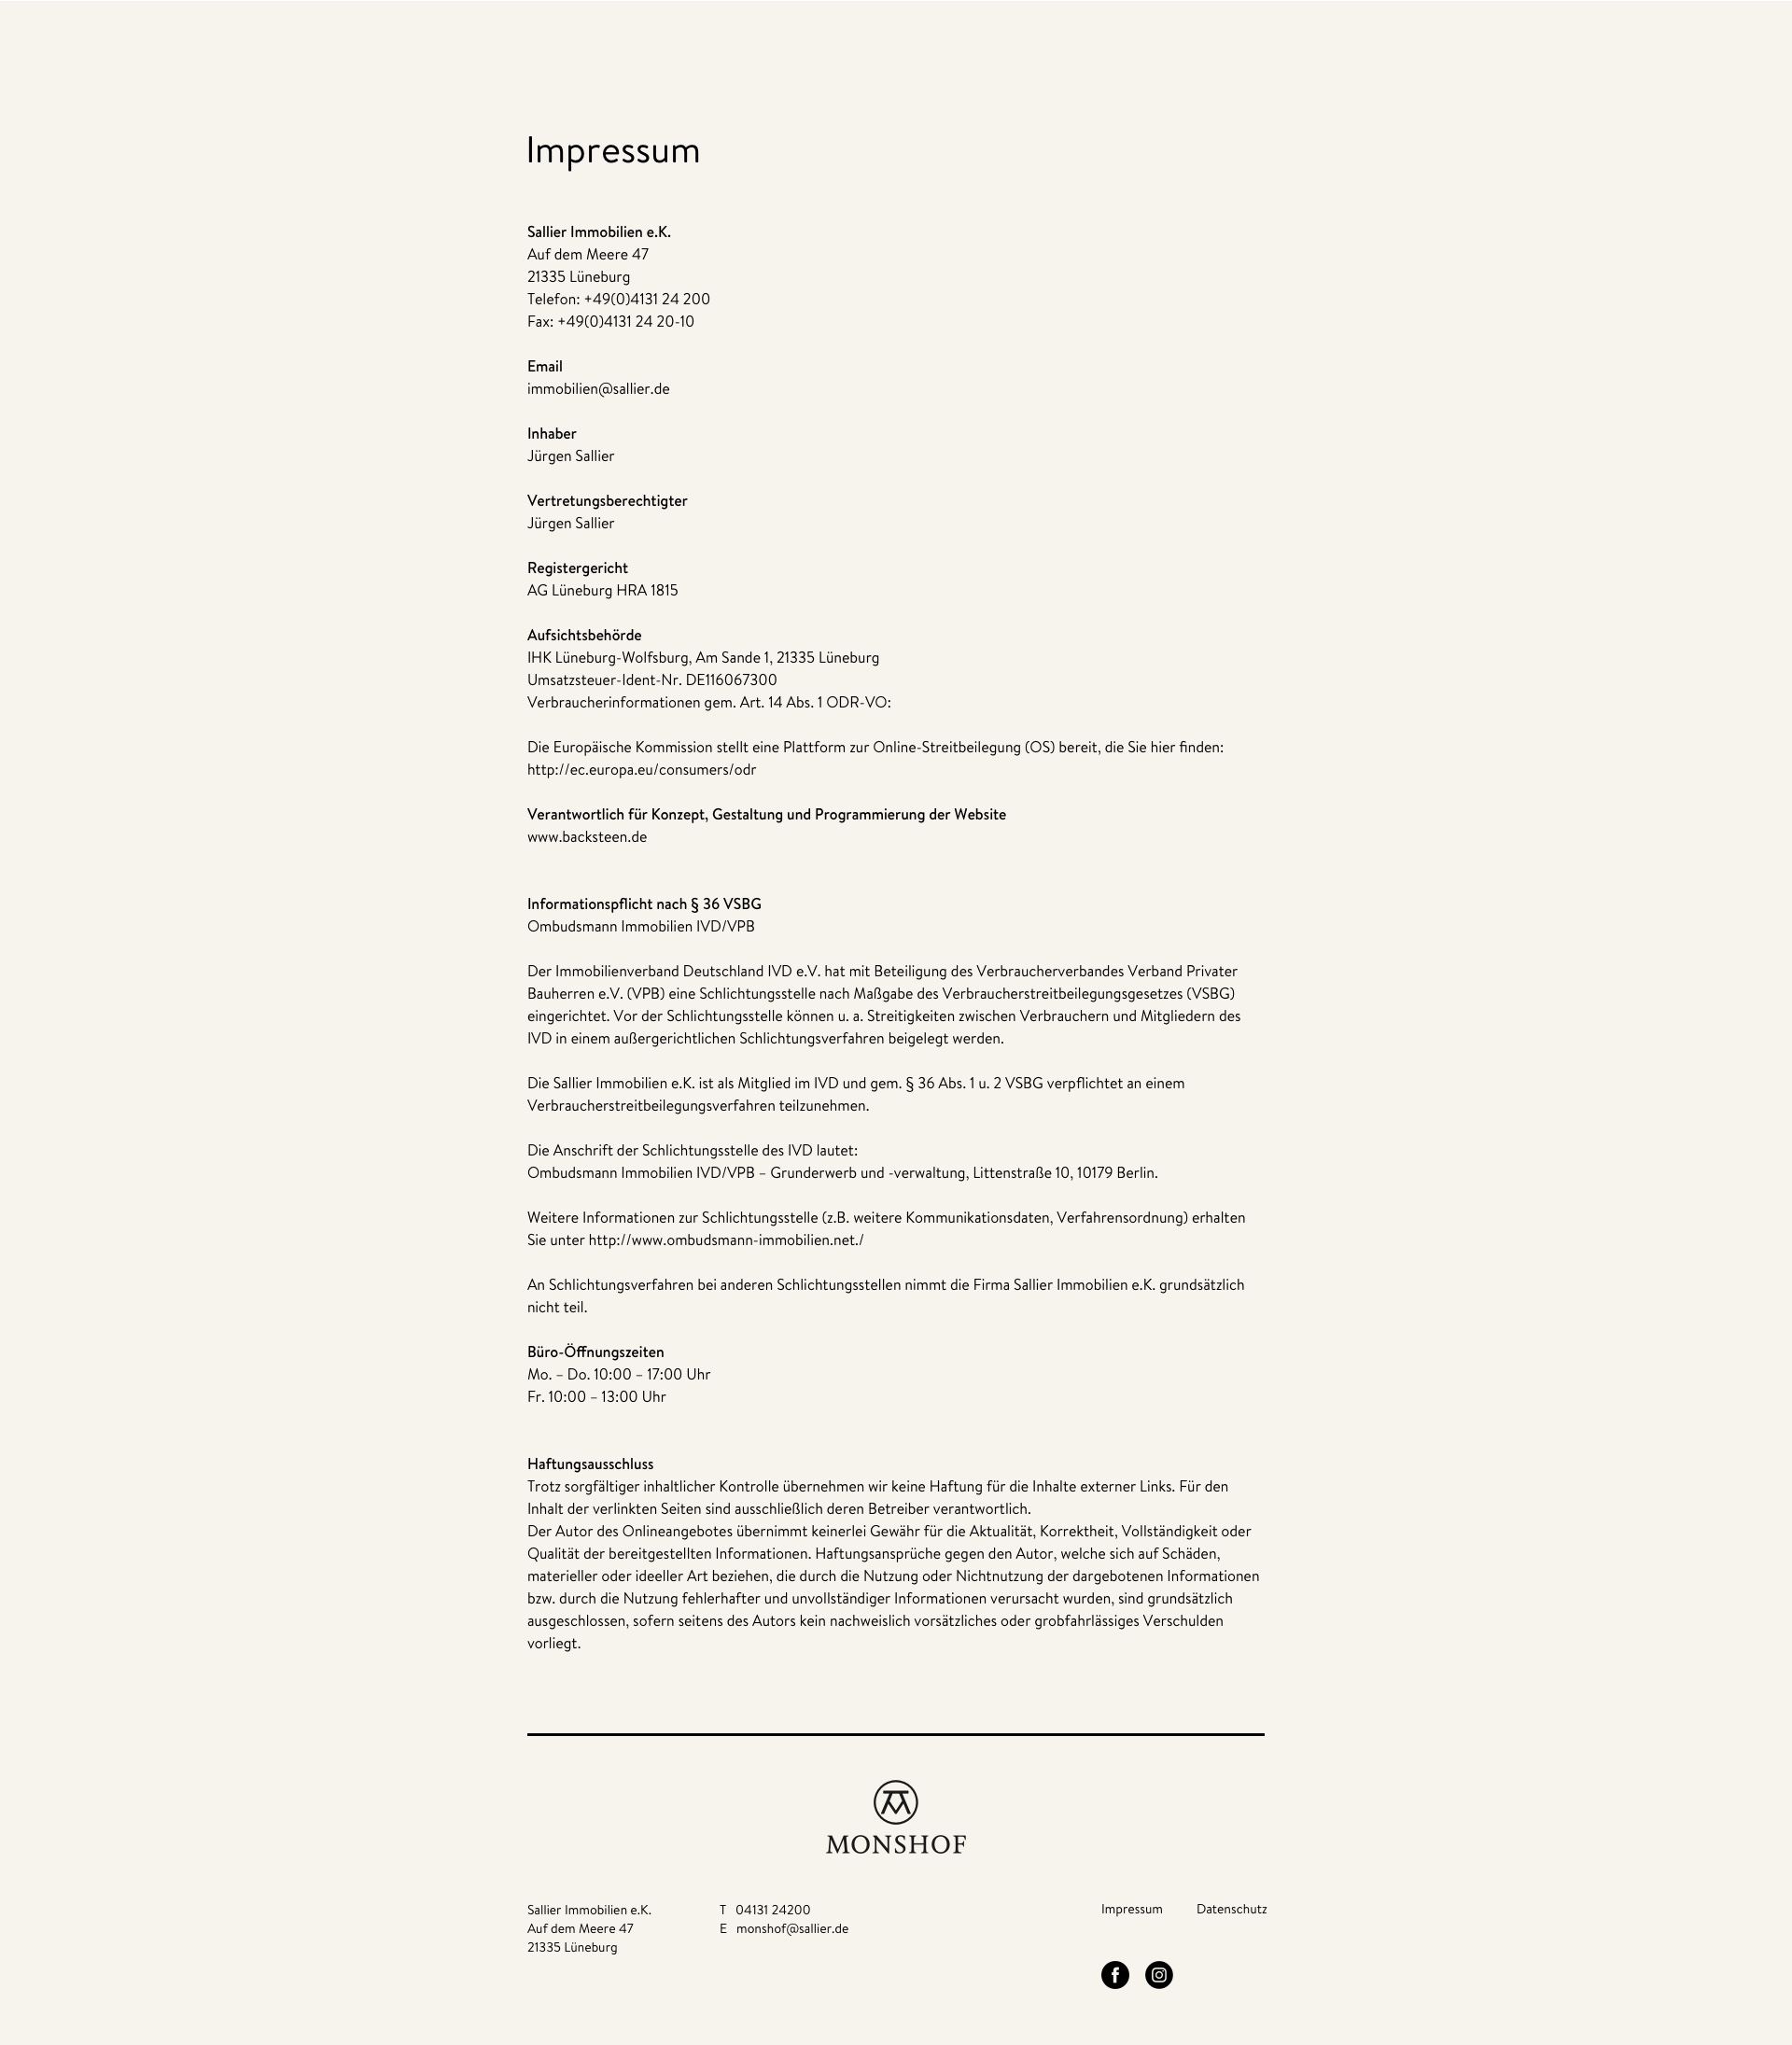 Impressum
Sallier Immobilien e.K.
Auf dem Meere 47
21335 Lüneburg
Telefon: +49(0)4131 24 200
Fax: +49(0)4131 24 20-10
Email
immobilien@sallier.de
Inhaber
Jürgen Sallier
Vertretungsberechtigter
Jürgen Sallier
Registergericht
AG Lüneburg HRA 1815
Aufsichtsbehörde
IHK Lüneburg-Wolfsburg, Am Sande 1, 21335 Lüneburg
Umsatzsteuer-Ident-Nr. DE116067300
Verbraucherinformationen gem. Art. 14 Abs. 1 ODR-VO:
Die Europäische Kommission stellt eine Plattform zur Online-Streitbeilegung (OS) bereit, die Sie hier finden:
http://ec.europa.eu/consumers/odr
Verantwortlich für Konzept, Gestaltung und Programmierung der Website
www.backsteen.de
Informationspflicht nach § 36 VSBG
Ombudsmann Immobilien IVD/VPB
Der Immobilienverband Deutschland IVD e.V. hat mit Beteiligung des Verbraucherverbandes Verband Privater
Bauherren e.V. (VPB) eine Schlichtungsstelle nach Maßgabe des Verbraucherstreitbeilegungsgesetzes (VSBG)
eingerichtet. Vor der Schlichtungsstelle können u. a. Streitigkeiten zwischen Verbrauchern und Mitgliedern des
IVD in einem außergerichtlichen Schlichtungsverfahren beigelegt werden.
Die Sallier Immobilien e.K. ist als Mitglied im IVD und gem. § 36 Abs. 1 u. 2 VSBG verpflichtet an einem
Verbraucherstreitbeilegungsverfahren teilzunehmen.
Die Anschrift der Schlichtungsstelle des IVD lautet:
Ombudsmann Immobilien IVD/VPB – Grunderwerb und -verwaltung, Littenstraße 10, 10179 Berlin.
Weitere Informationen zur Schlichtungsstelle (z.B. weitere Kommunikationsdaten, Verfahrensordnung) erhalten
Sie unter http://www.ombudsmann-immobilien.net./
An Schlichtungsverfahren bei anderen Schlichtungsstellen nimmt die Firma Sallier Immobilien e.K. grundsätzlich
nicht teil.
Büro-Öffnungszeiten
Mo. – Do. 10:00 – 17:00 Uhr
Fr. 10:00 – 13:00 Uhr
Haftungsausschluss
Trotz sorgfältiger inhaltlicher Kontrolle übernehmen wir keine Haftung für die Inhalte externer Links. Für den
Inhalt der verlinkten Seiten sind ausschließlich deren Betreiber verantwortlich.
Der Autor des Onlineangebotes übernimmt keinerlei Gewähr für die Aktualität, Korrektheit, Vollständigkeit oder
Qualität der bereitgestellten Informationen. Haftungsansprüche gegen den Autor, welche sich auf Schäden,
materieller oder ideeller Art beziehen, die durch die Nutzung oder Nichtnutzung der dargebotenen Informationen
bzw. durch die Nutzung fehlerhafter und unvollständiger Informationen verursacht wurden, sind grundsätzlich
ausgeschlossen, sofern seitens des Autors kein nachweislich vorsätzliches oder grobfahrlässiges Verschulden
vorliegt.
MONSHOF
Sallier Immobilien e.K.
Auf dem Meere 47
21335 Lüneburg
T 04131 24200
E monshof@sallier.de
Impressum Datenschutz